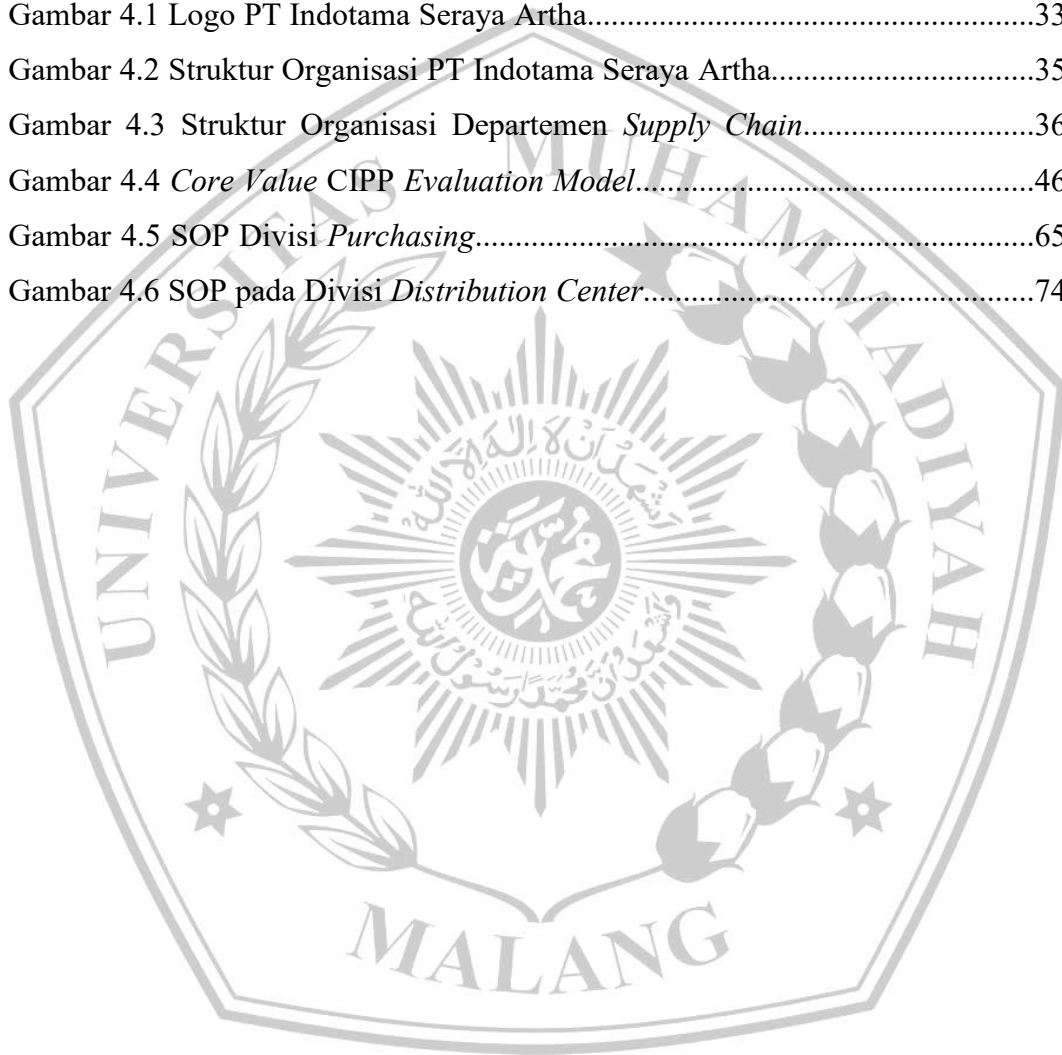 Gambar 4.1 Logo PT Indotama Seraya Artha..........................................................33
Gambar 4.2 Struktur Organisasi PT Indotama Seraya Artha..................................35
Gambar 4.3 Struktur Organisasi Departemen Supply Chain..................................36
Gambar 4.4 Core Value CIPP Evaluation Model...................................................46
Gambar 4.5 SOP Divisi Purchasing.......................................................................65
Gambar 4.6 SOP pada Divisi Distribution Center..................................................74
UNIVERSITAS MUHAMMADIYAH
MALANG